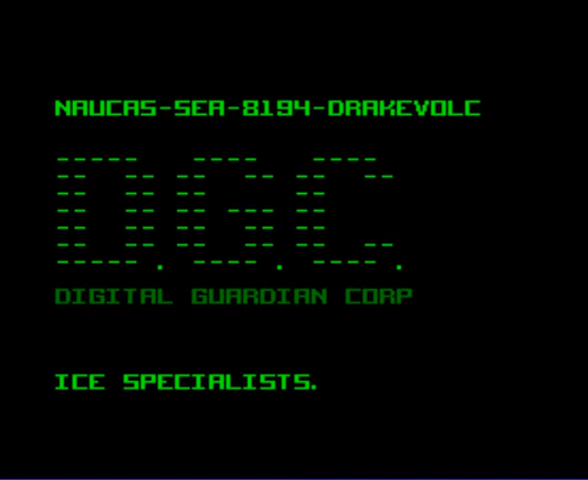 NAUCAS-SEA-8194-DRAKEVOLC
D.G.C.
DIGITAL GUARDIAN CORP
ICE SPECIALISTS.